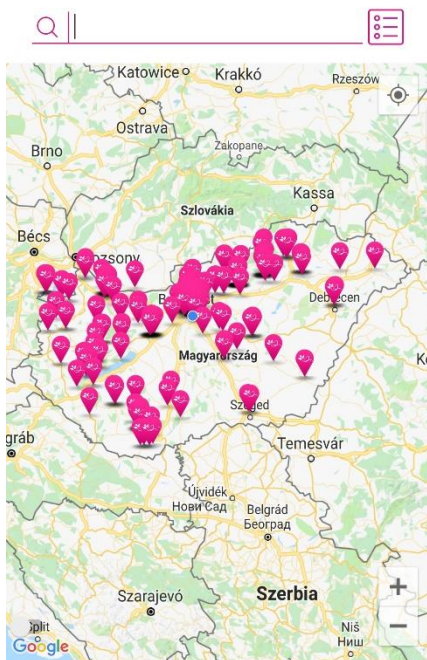 Katowice
Krakkó
Rzeszów
Ostrava
Zakopane
Brno
Kassa
Szlovákia
Bécs
Debrecen
Magyarország
Szeged
Temesvár
Újvidék
Нови Сад
Belgrád
Београд
Szarajevó
Szerbia
+
−
Split
Niš
Ниш
Google